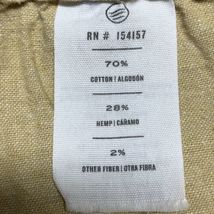 RN # 154157
70%
COTTON | ALGODÓN
28%
HEMP | CÁÑAMO
2%
OTHER FIBER | OTRA FIBRA